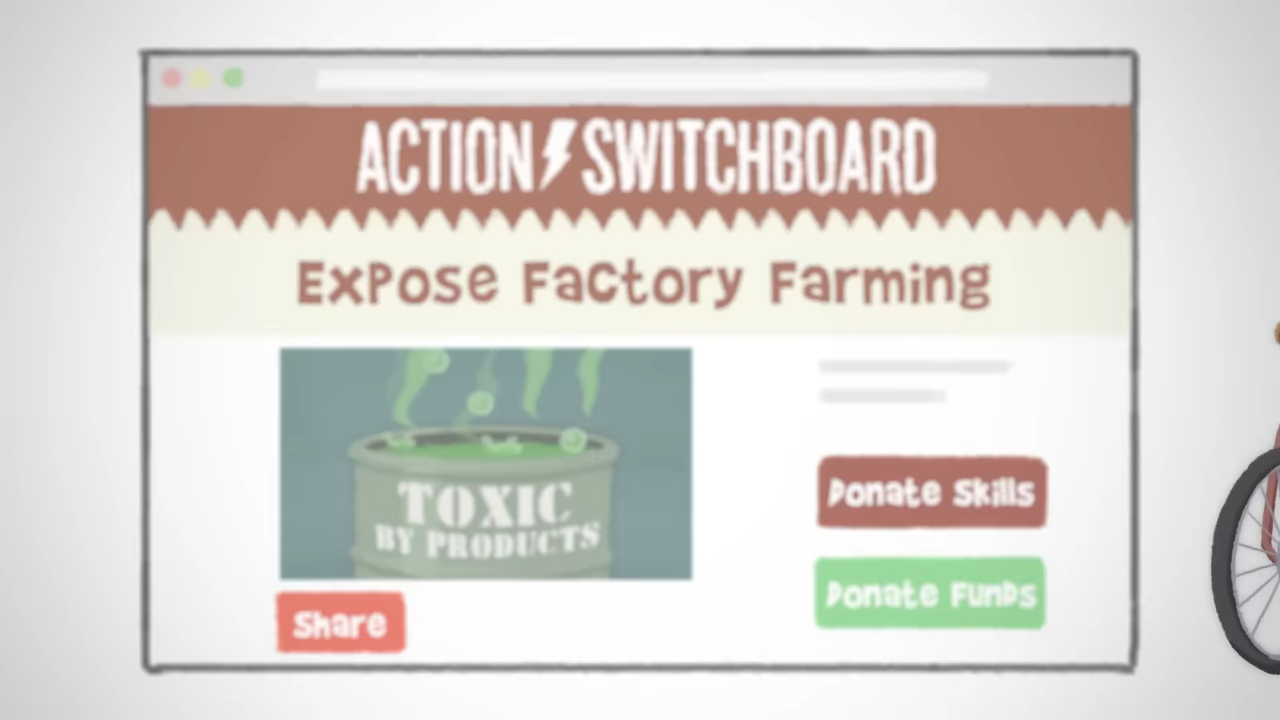 ACTION SWITCHBOARD
Expose Factory Farming
TOXIC
BY PRODUCTS
Donate Skills
Donate Funds
Share